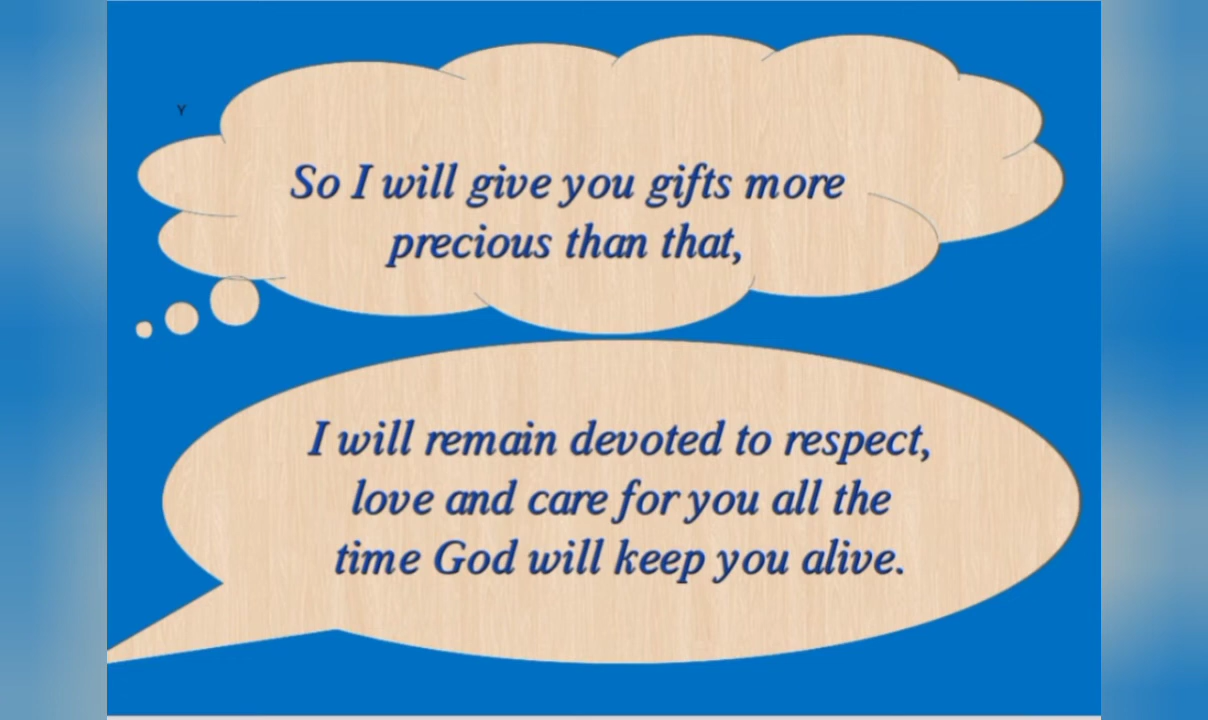 Y
So I will give you gifts more
precious than that,
I will remain devoted to respect,
love and care for you all the
time God will keep you alive.